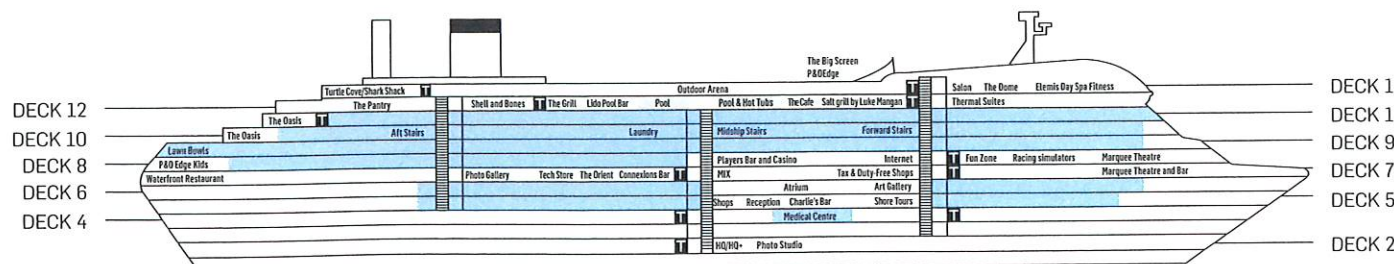 The Big Screen
P&OEdge
Turtle Cove/Shark Shack Outdoor Arena Salon The Dome Elemis Day Spa Fitness DECK 1
DECK 12 The Pantry Shell and Bones The Grill Lido Pool Bar Pool Pool & Hot Tubs The Cafe Salt grill by Luke Mangan Thermal Suites
The Oasis DECK 1
DECK 10 The Oasis Aft Stairs Laundry Midship Stairs Forward Stairs
Lawn Bowls DECK 9
DECK 8 P&O Edge Kids Players Bar and Casino Internet Fun Zone Racing simulators Marquee Theatre
Waterfront Restaurant Photo Gallery Tech Store The Orient Connexions Bar MIX Tax & Duty-Free Shops Marquee Theatre and Bar DECK 7
DECK 6 Atrium Art Gallery
Shops Reception Charlie's Bar Shore Tours DECK 5
DECK 4 Medical Centre
HQ/HQ+ Photo Studio DECK 2